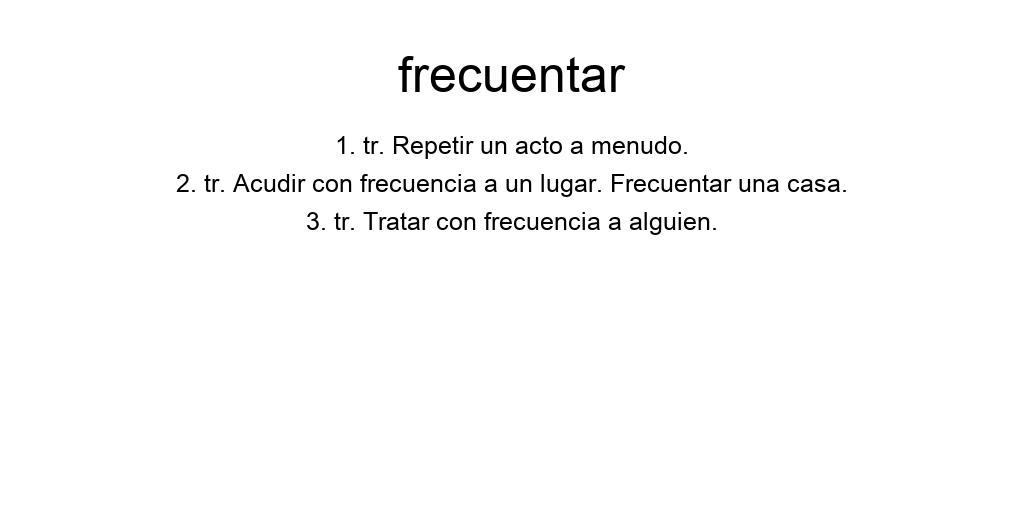 frecuentar
1. tr. Repetir un acto a menudo.
2. tr. Acudir con frecuencia a un lugar. Frecuentar una casa.
3. tr. Tratar con frecuencia a alguien.